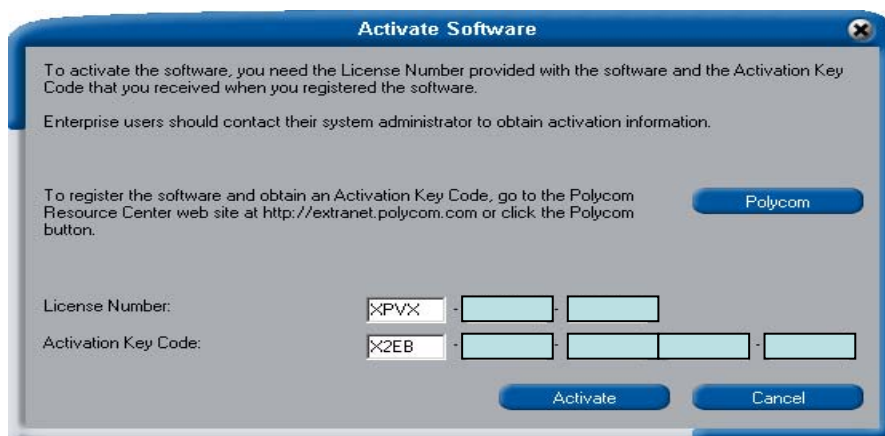 Activate Software
To activate the software, you need the License Number provided with the software and the Activation Key
Code that you received when you registered the software.
Enterprise users should contact their system administrator to obtain activation information.
To register the software and obtain an Activation Key Code, go to the Polycom
Resource Center web site at http://extranet.polycom.com or click the Polycom
button.
Polycom
License Number: XPVX - -
Activation Key Code: X2EB - - -
Activate Cancel